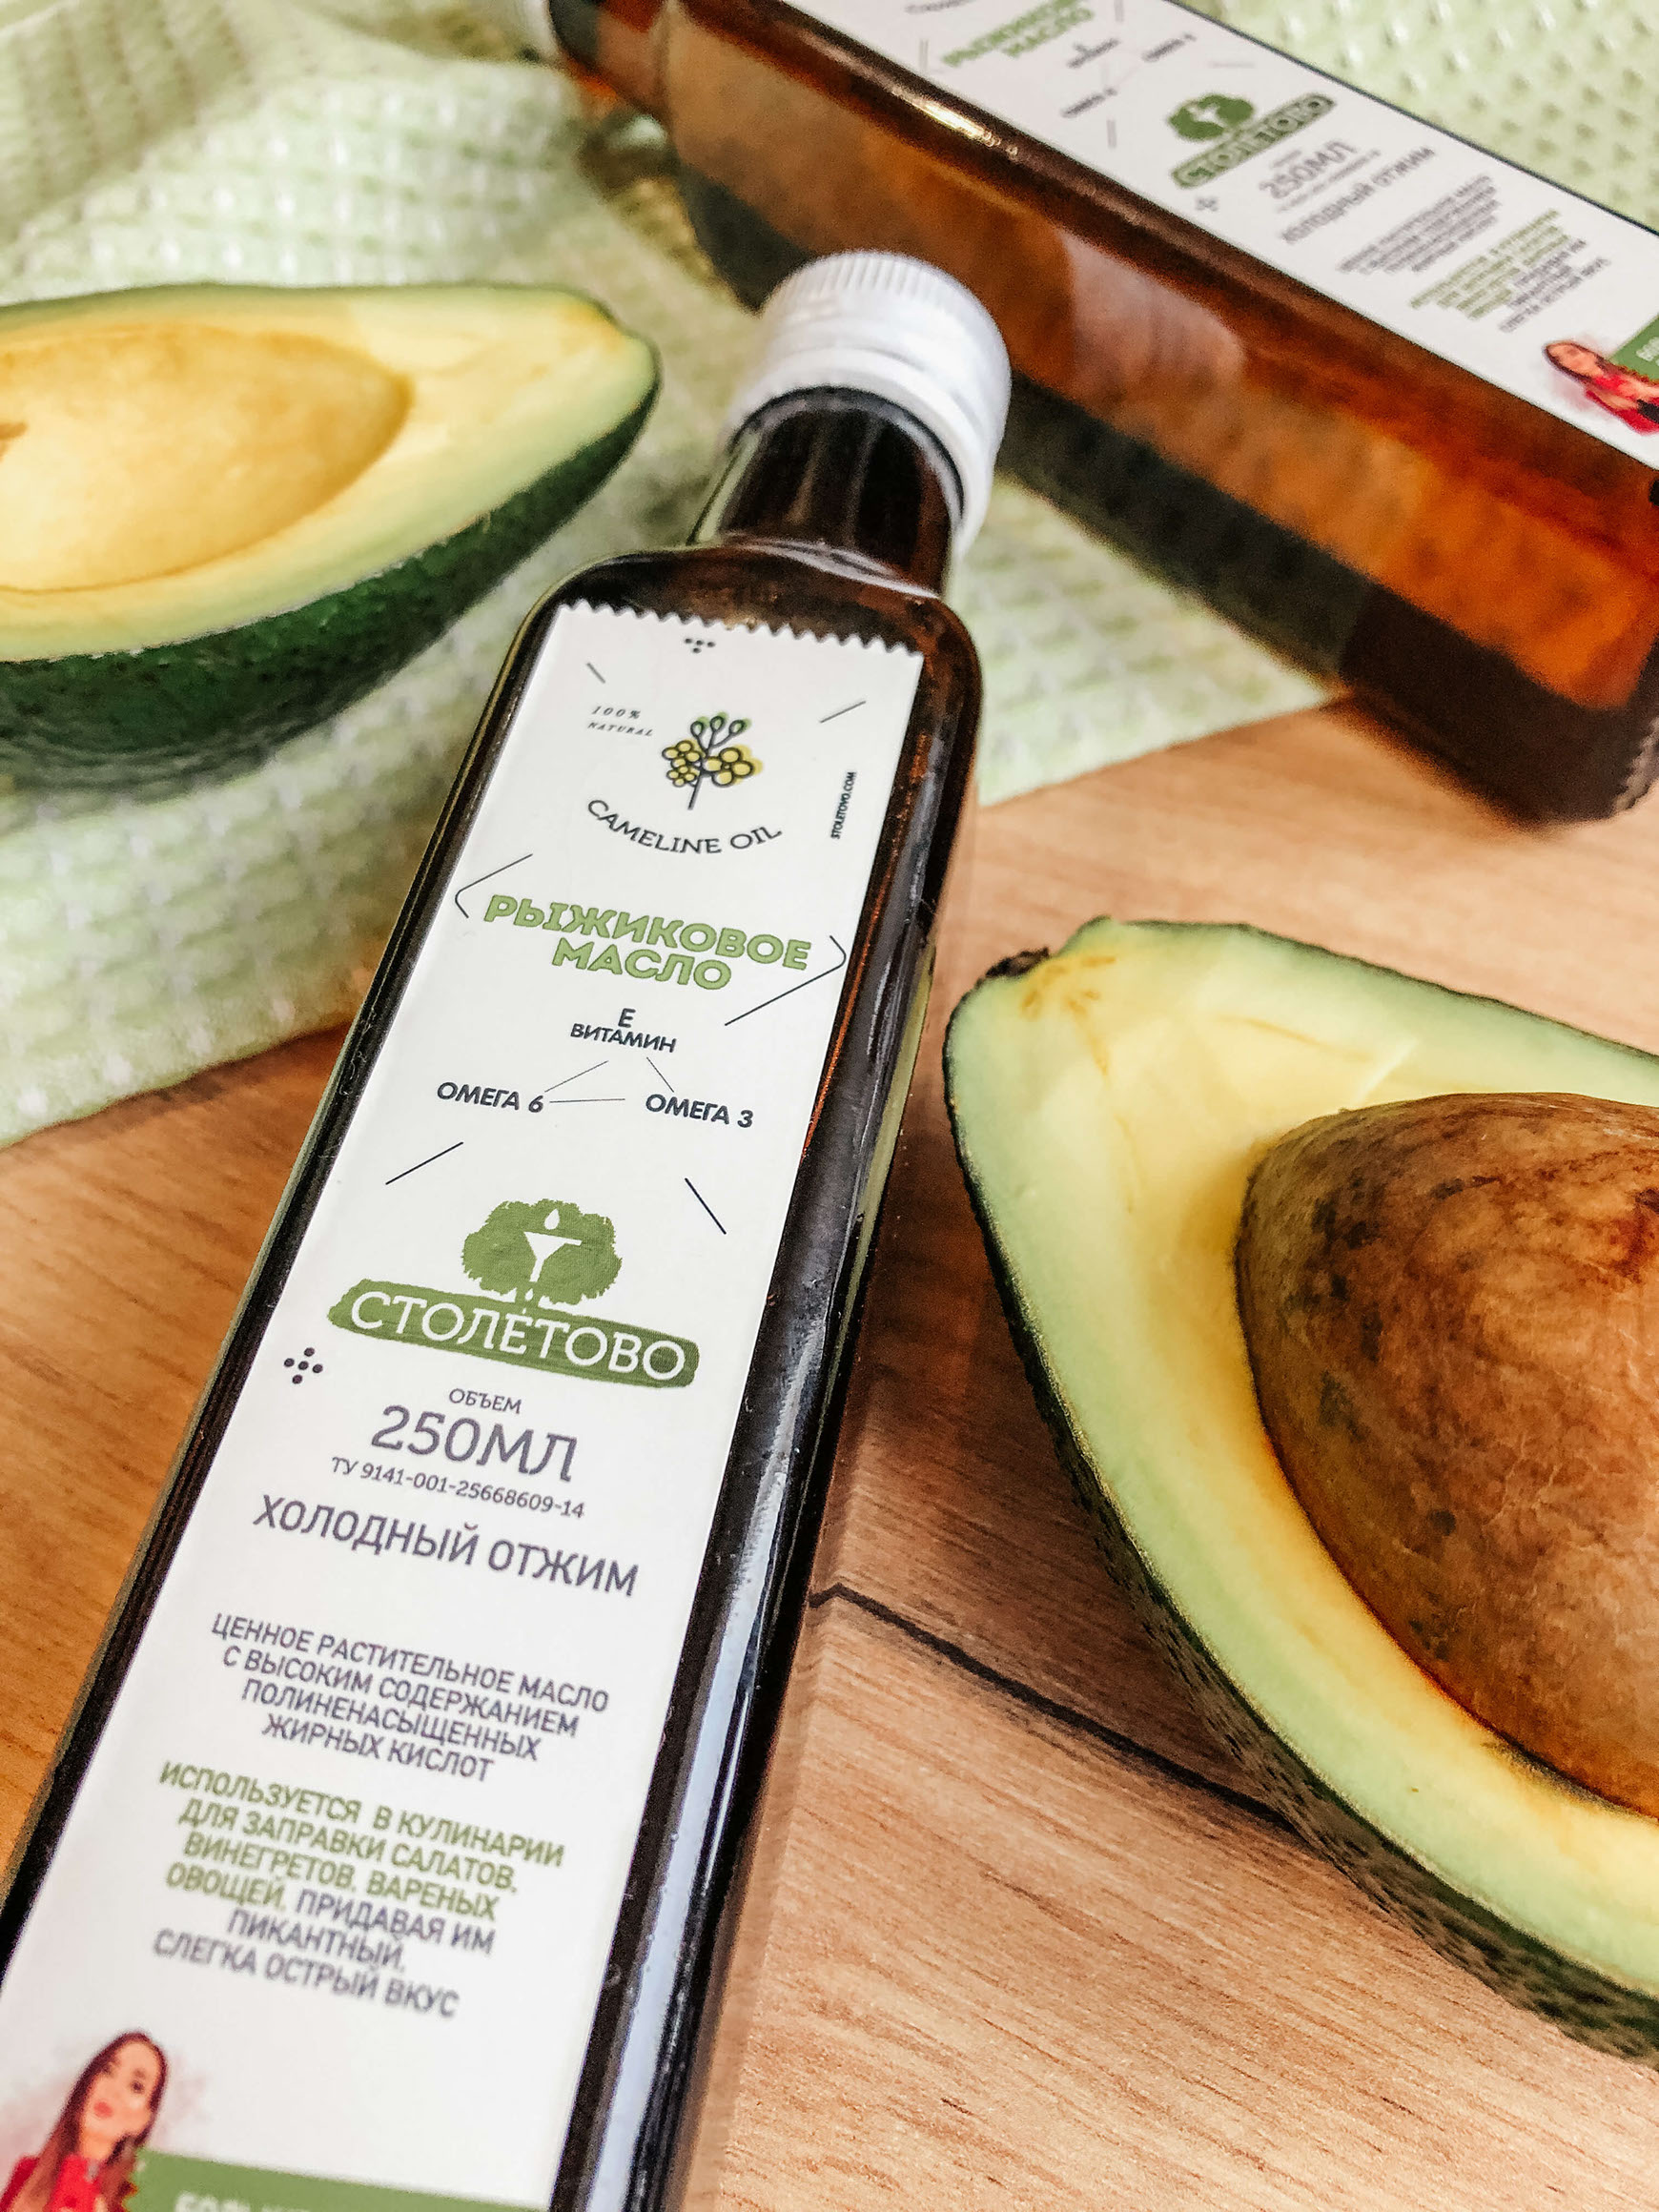 100%
NATURAL
CAMELINE OIL
STOLETOVO.COM
РЫЖИКОВОЕ
МАСЛО
Е
ВИТАМИН
ОМЕГА 6
ОМЕГА 3
СТОЛЕТОВО
ОБЪЕМ
250МЛ
ТУ 9141-001-25668609-14
ХОЛОДНЫЙ ОТЖИМ
ЦЕННОЕ РАСТИТЕЛЬНОЕ МАСЛО
С ВЫСОКИМ СОДЕРЖАНИЕМ
ПОЛИНЕНАСЫЩЕННЫХ
ЖИРНЫХ КИСЛОТ
ИСПОЛЬЗУЕТСЯ В КУЛИНАРИИ
ДЛЯ ЗАПРАВКИ САЛАТОВ,
ВИНЕГРЕТОВ, ВАРЕНЫХ
ОВОЩЕЙ, ПРИДАВАЯ ИМ
ПИКАНТНЫЙ,
СЛЕГКА ОСТРЫЙ ВКУС
РЫЖИКОВОЕ
МАСЛО
СТОЛЕТОВО
250МЛ
ХОЛОДНЫЙ ОТЖИМ